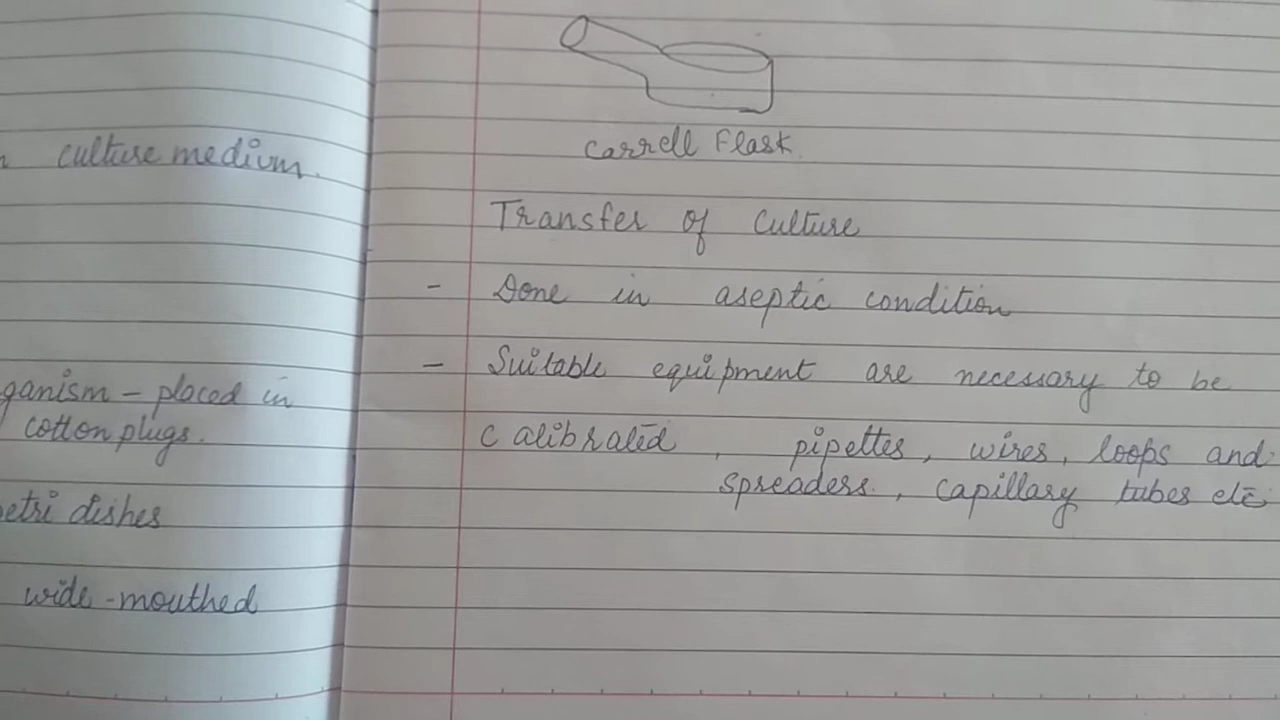 culture medium.
ganism - placed in
cotton plugs.
etri dishes
wide-mouthed
Carrell Flask.
Transfer of Culture
- Done in aseptic condition
- Suitable equipment are necessary to be
calibrated, pipettes, wires, loops and
spreaders., capillary tubes etc